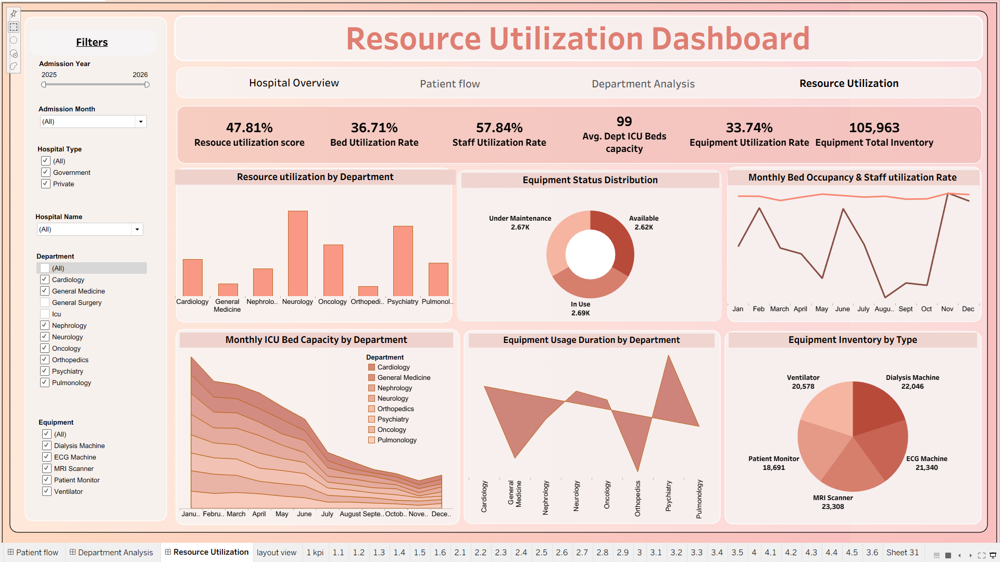 Resource Utilization Dashboard
Filters
Admission Year
2025 2026
Admission Month
(All)
Hospital Type
(All)
Government
Private
Hospital Name
(All)
Department
(All)
Cardiology
General Medicine
General Surgery
Icu
Nephrology
Neurology
Oncology
Orthopedics
Psychiatry
Pulmonology
Equipment
(All)
Dialysis Machine
ECG Machine
MRI Scanner
Patient Monitor
Ventilator
Hospital Overview Patient flow Department Analysis Resource Utilization
47.81%
Resouce utilization score
36.71%
Bed Utilization Rate
57.84%
Staff Utilization Rate
99
Avg. Dept ICU Beds
capacity
33.74%
Equipment Utilization Rate
105,963
Equipment Total Inventory
Resource utilization by Department
Cardiology General Nephrolo.. Neurology Oncology Orthopedi.. Psychiatry Pulmonol..
Medicine
Equipment Status Distribution
Under Maintenance
2.67K
Available
2.62K
In Use
2.69K
Monthly Bed Occupancy & Staff utilization Rate
Jan Feb March April May June July Augu.. Sept Oct Nov Dec
Monthly ICU Bed Capacity by Department
Department
Cardiology
General Medicine
Nephrology
Neurology
Orthopedics
Psychiatry
Oncology
Pulmonology
Janu.. Febru.. March April May June July August Septe.. Octob.. Nove.. Dece..
Equipment Usage Duration by Department
Cardiology
General
Medicine
Nephrology
Neurology
Oncology
Orthopedics
Psychiatry
Pulmonology
Equipment Inventory by Type
Ventilator
20,578
Dialysis Machine
22,046
Patient Monitor
18,691
ECG Machine
21,340
MRI Scanner
23,308
Patient flow Department Analysis Resource Utilization layout view 1 kpi 1.1 1.2 1.3 1.4 1.5 1.6 2.1 2.2 2.3 2.4 2.5 2.6 2.7 2.8 2.9 3 3.1 3.2 3.3 3.4 3.5 4 4.1 4.2 4.3 4.4 4.5 3.6 Sheet 31